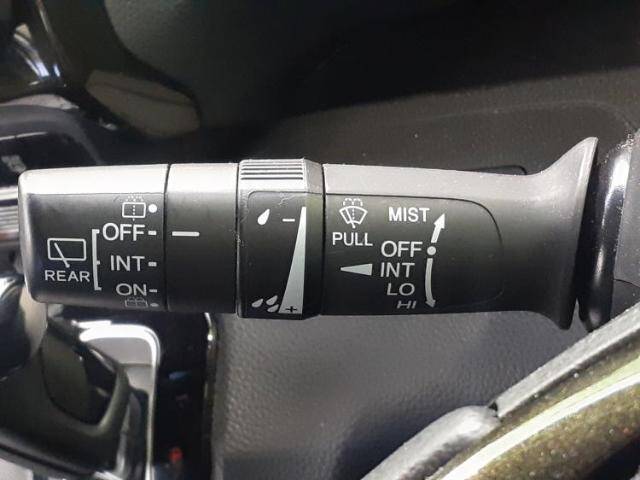 REAR
OFF
INT
ON
−
+
PULL
MIST
OFF
INT
LO
HI